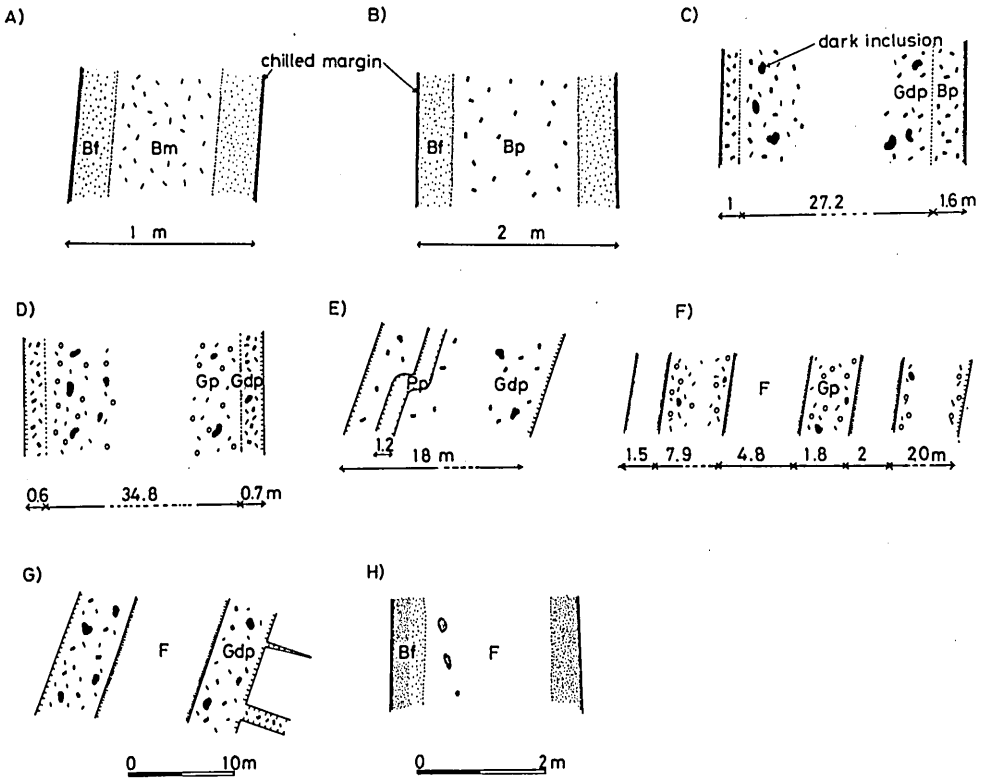 A)
B)
C)
chilled margin
dark inclusion
Bf
Bm
Bf
Bp
Gdp
Bp
1 m
2 m
1
27.2
1.6 m
D)
E)
F)
Gp
Gdp
Pp
Gdp
F
Gp
1.2
18 m
0.6
34.8
0.7 m
1.5
7.9
4.8
1.8
2
20m
G)
H)
F
Gdp
Bf
F
0
10m
0
2m